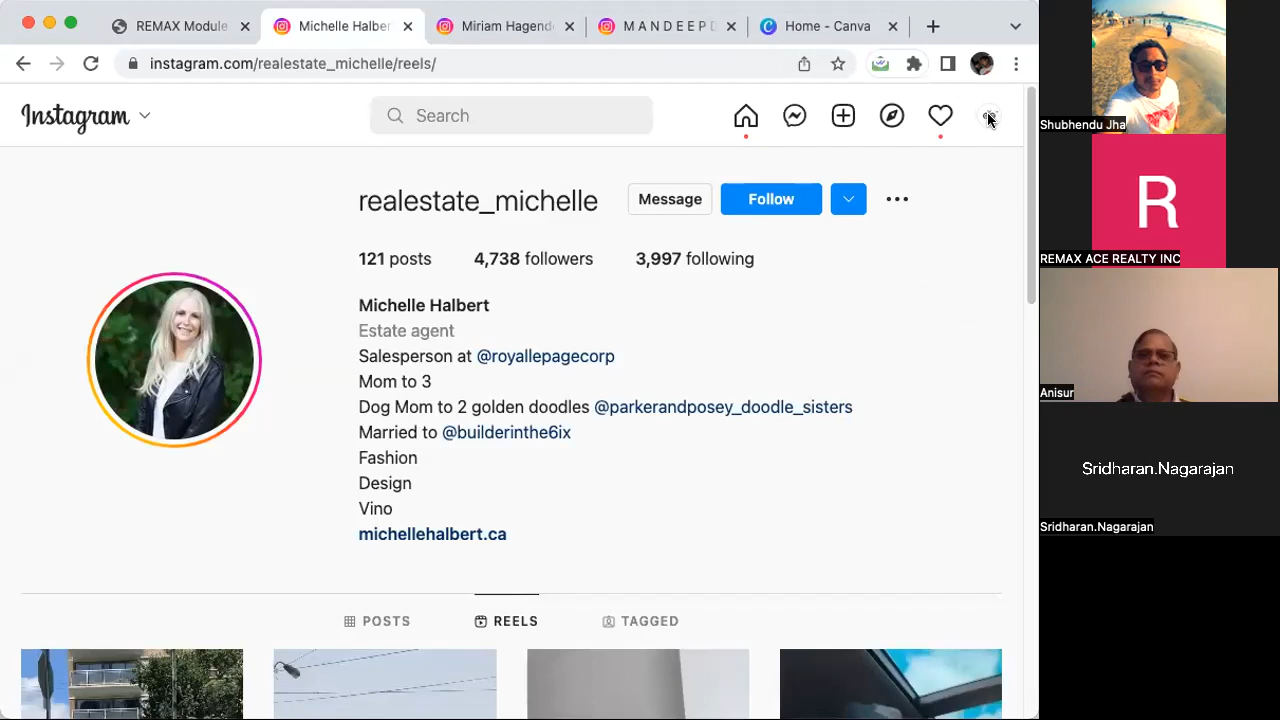 REMAX Module
Michelle Halber
Miriam Hagend
M A N D E E P D
Home - Canva
instagram.com/realestate_michelle/reels/
Instagram
Search
realestate_michelle
Message
Follow
121 posts
4,738 followers
3,997 following
Michelle Halbert
Estate agent
Salesperson at @royallepagecorp
Mom to 3
Dog Mom to 2 golden doodles @parkerandposey_doodle_sisters
Married to @builderinthe6ix
Fashion
Design
Vino
michellehalbert.ca
POSTS
REELS
TAGGED
Shubhendu Jha
R
REMAX ACE REALTY INC
Anisur
Sridharan.Nagarajan
Sridharan.Nagarajan